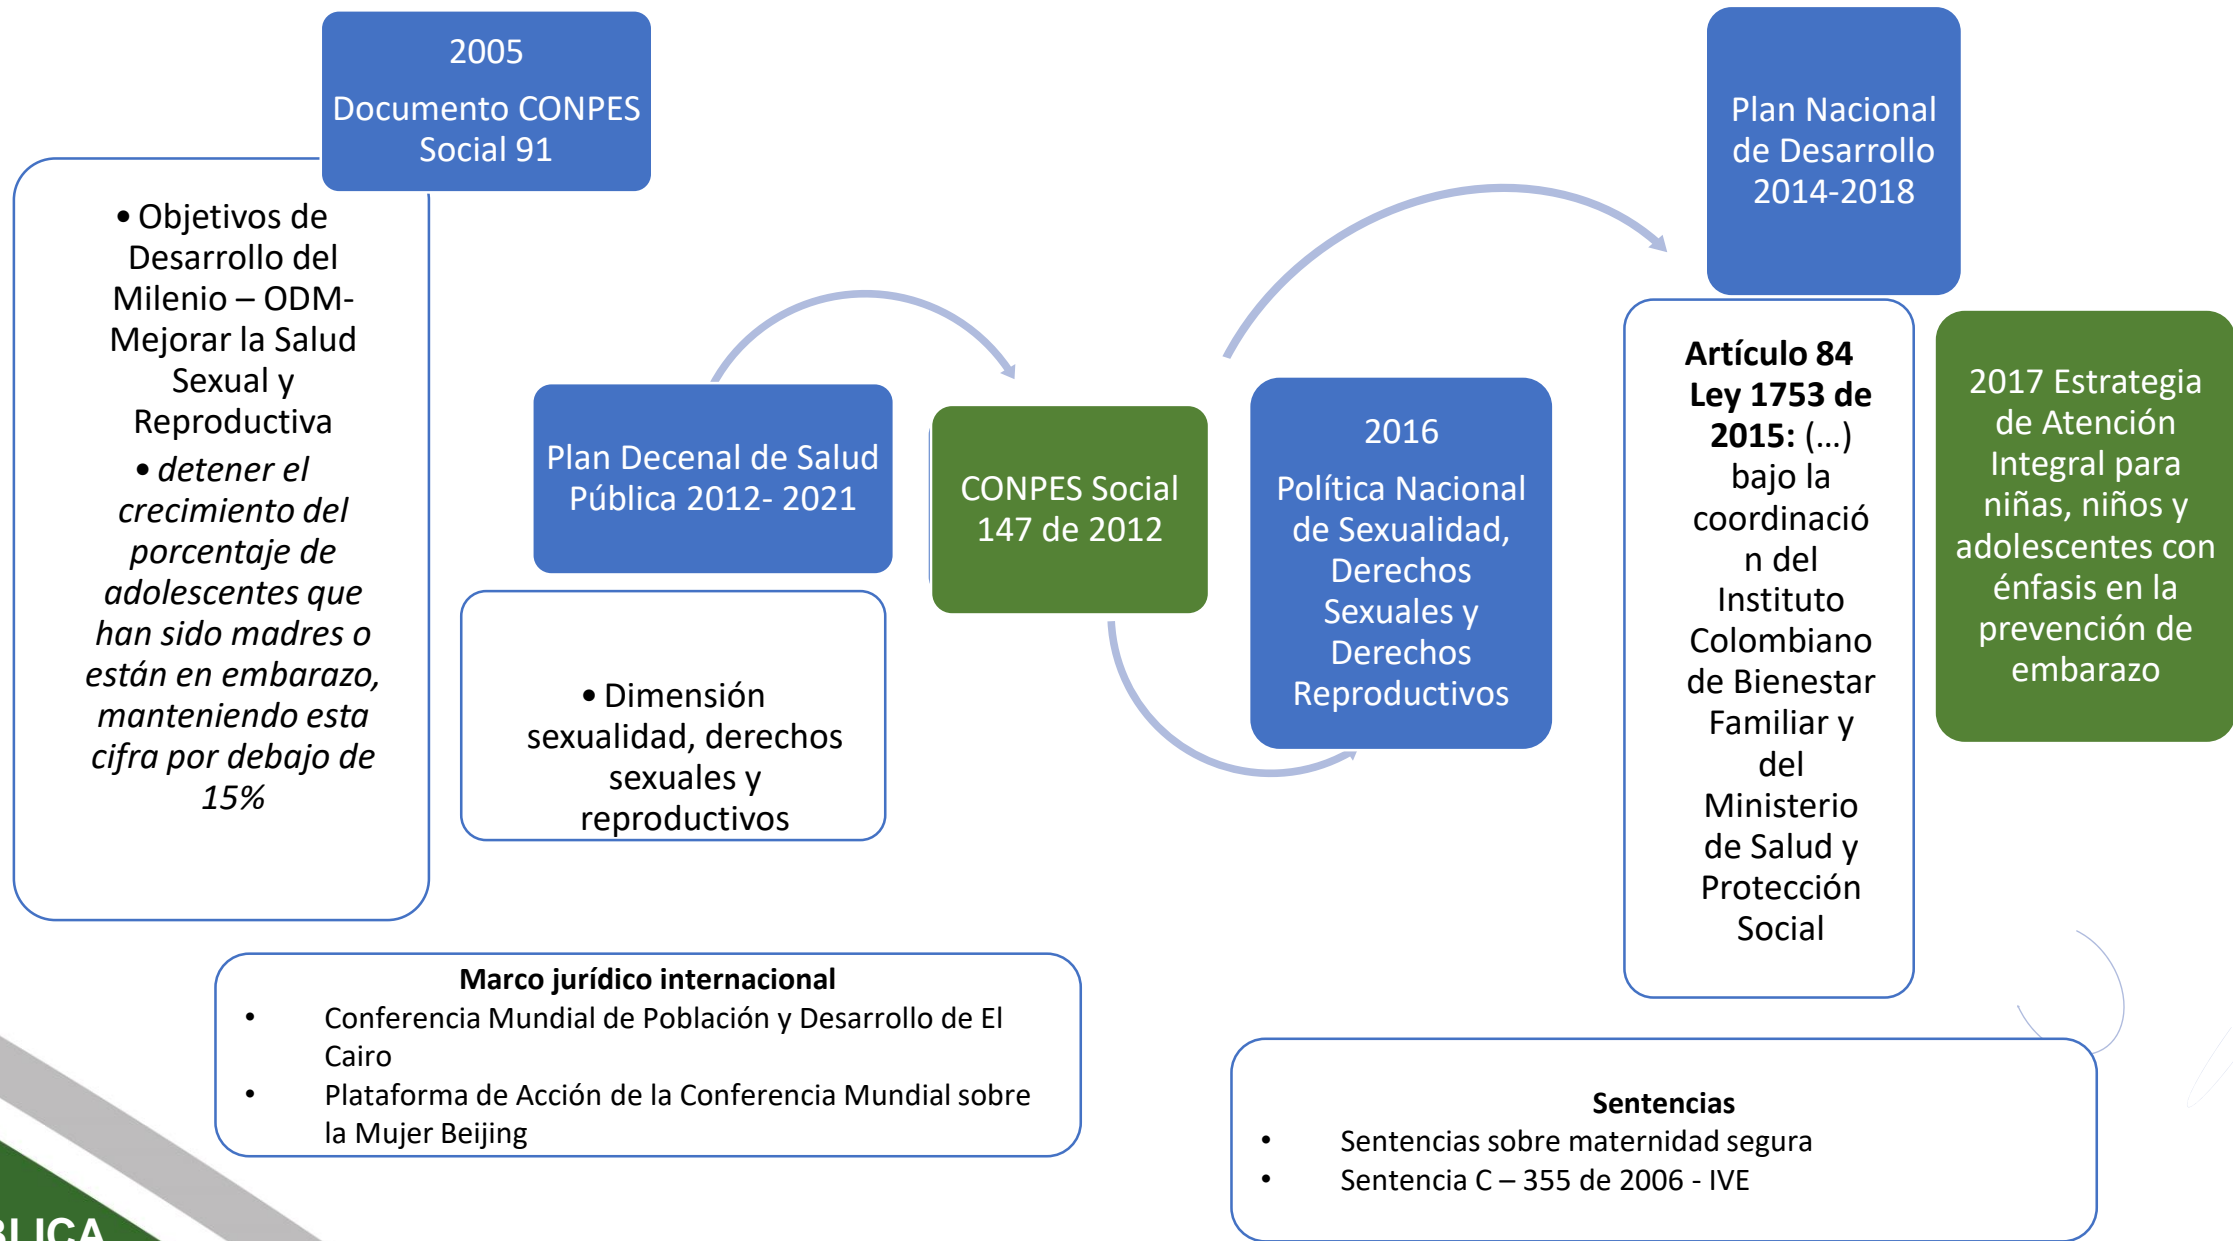 2005
Documento CONPES
Social 91
• Objetivos de
Desarrollo del
Milenio – ODM-
Mejorar la Salud
Sexual y
Reproductiva
• detener el
crecimiento del
porcentaje de
adolescentes que
han sido madres o
están en embarazo,
manteniendo esta
cifra por debajo de
15%
Plan Decenal de Salud
Pública 2012- 2021
• Dimensión
sexualidad, derechos
sexuales y
reproductivos
CONPES Social
147 de 2012
2016
Política Nacional
de Sexualidad,
Derechos
Sexuales y
Derechos
Reproductivos
Plan Nacional
de Desarrollo
2014-2018
Artículo 84
Ley 1753 de
2015: (...)
bajo la
coordinació
n del
Instituto
Colombiano
de Bienestar
Familiar y
del
Ministerio
de Salud y
Protección
Social
2017 Estrategia
de Atención
Integral para
niñas, niños y
adolescentes con
énfasis en la
prevención de
embarazo
Marco jurídico internacional
• Conferencia Mundial de Población y Desarrollo de El
Cairo
• Plataforma de Acción de la Conferencia Mundial sobre
la Mujer Beijing
Sentencias
• Sentencias sobre maternidad segura
• Sentencia C – 355 de 2006 - IVE